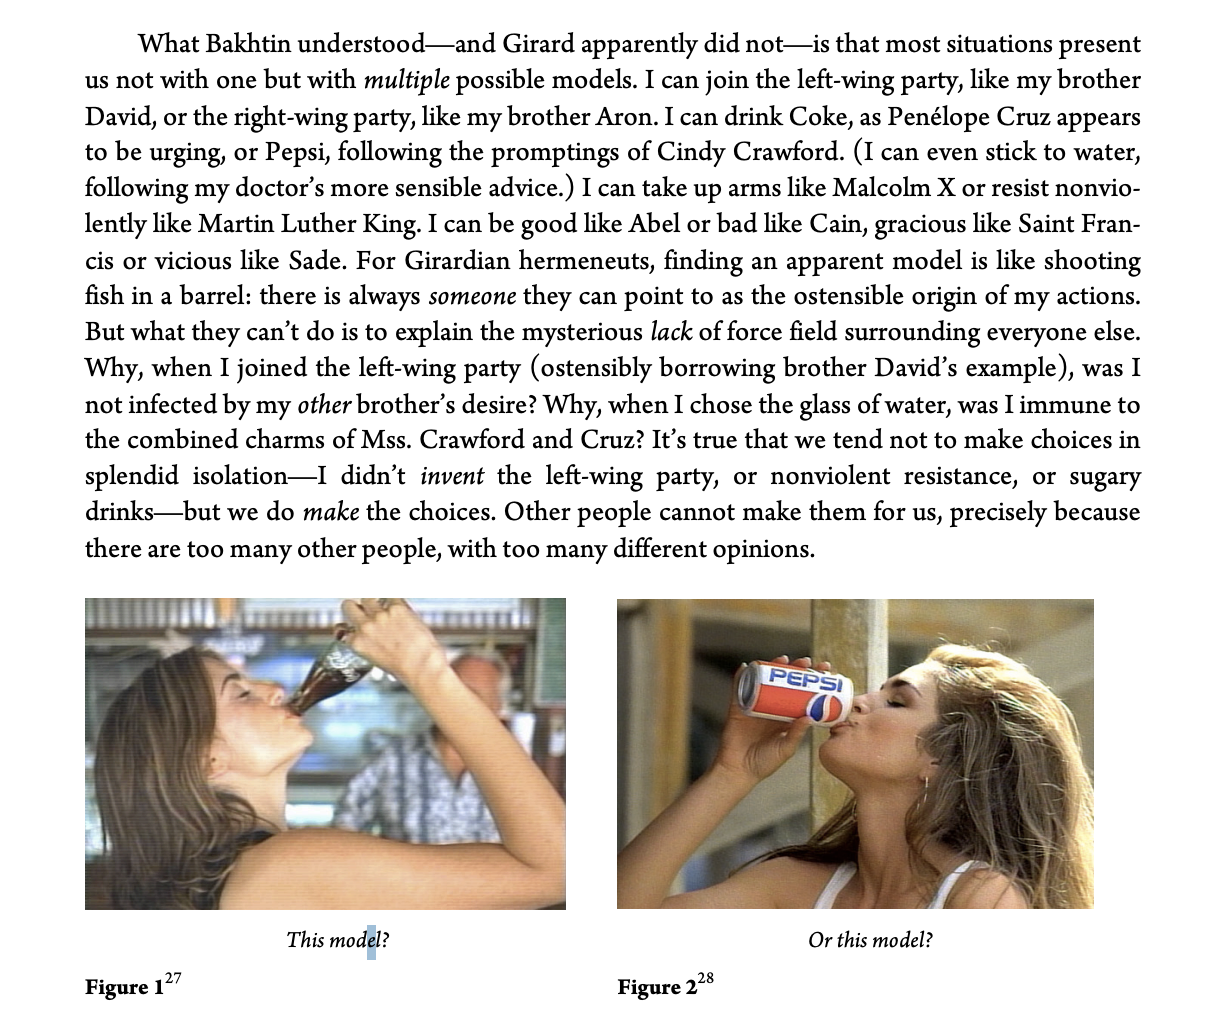 What Bakhtin understood—and Girard apparently did not—is that most situations present
us not with one but with multiple possible models. I can join the left-wing party, like my brother
David, or the right-wing party, like my brother Aron. I can drink Coke, as Penélope Cruz appears
to be urging, or Pepsi, following the promptings of Cindy Crawford. (I can even stick to water,
following my doctor’s more sensible advice.) I can take up arms like Malcolm X or resist nonvio-
lently like Martin Luther King. I can be good like Abel or bad like Cain, gracious like Saint Fran-
cis or vicious like Sade. For Girardian hermeneuts, finding an apparent model is like shooting
fish in a barrel: there is always someone they can point to as the ostensible origin of my actions.
But what they can’t do is to explain the mysterious lack of force field surrounding everyone else.
Why, when I joined the left-wing party (ostensibly borrowing brother David’s example), was I
not infected by my other brother’s desire? Why, when I chose the glass of water, was I immune to
the combined charms of Mss. Crawford and Cruz? It’s true that we tend not to make choices in
splendid isolation—I didn’t invent the left-wing party, or nonviolent resistance, or sugary
drinks—but we do make the choices. Other people cannot make them for us, precisely because
there are too many other people, with too many different opinions.
PEPSI
This model?
Or this model?
Figure 127
Figure 228